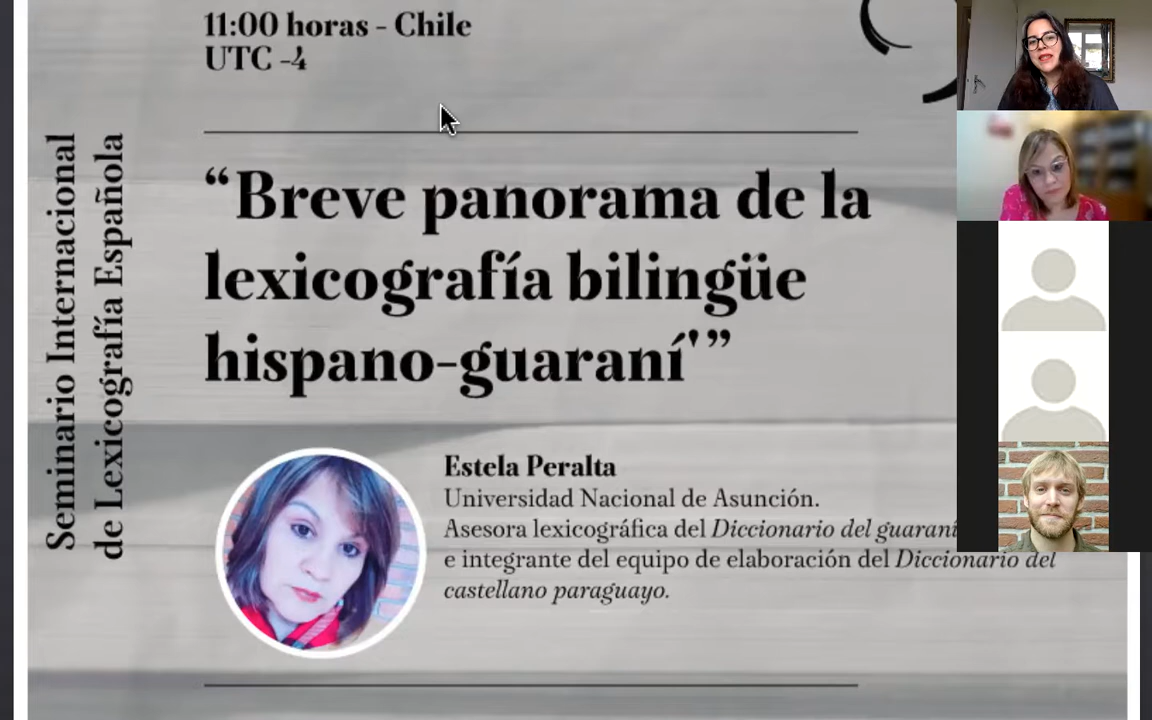 11:00 horas - Chile
UTC -4
Seminario Internacional
de Lexicografía Española
“Breve panorama de la
lexicografía bilingüe
hispano-guaraní’”
Estela Peralta
Universidad Nacional de Asunción.
Asesora lexicográfica del Diccionario del guaraní
e integrante del equipo de elaboración del Diccionario del
castellano paraguayo.